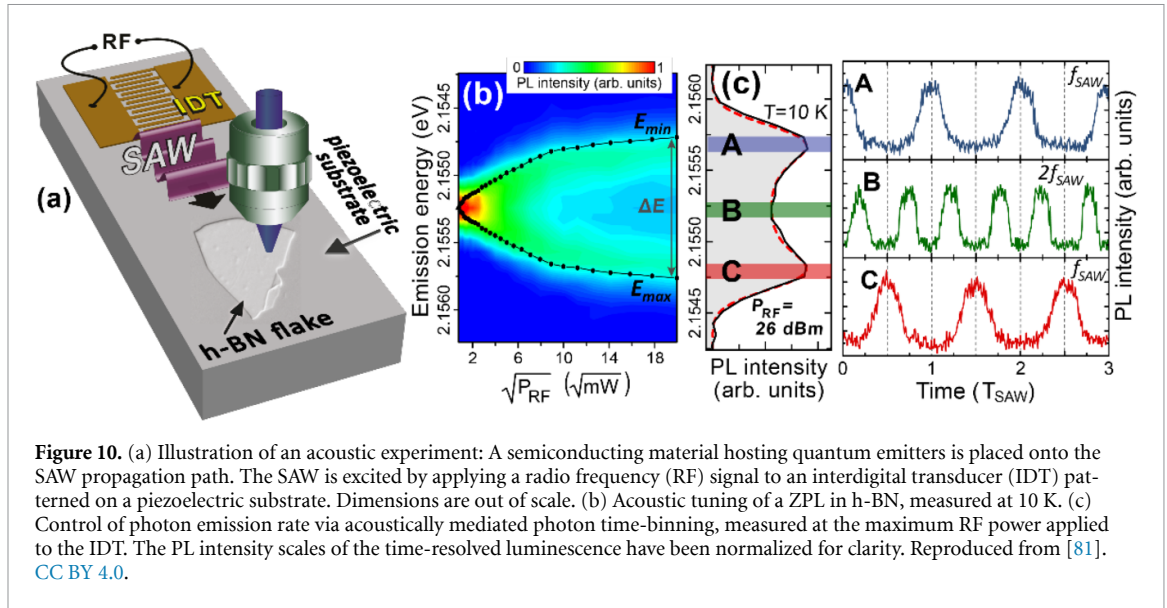 RF
IDT
SAW
piezoelectric
substrate
(a)
h-BN flake
(b)
0
1
PL intensity (arb. units)
Emission energy (eV)
2.1545
2.1550
2.1555
2.1560
E_min
ΔE
E_max
2
6
10
14
18
√P_RF (√mW)
(c)
T=10 K
2.1560
2.1555
2.1550
2.1545
A
B
C
P_RF=
26 dBm
PL intensity
(arb. units)
A
f_SAW
B
2f_SAW
C
f_SAW
0
1
2
3
Time (T_SAW)
PL intensity (arb. units)
Figure 10. (a) Illustration of an acoustic experiment: A semiconducting material hosting quantum emitters is placed onto the
SAW propagation path. The SAW is excited by applying a radio frequency (RF) signal to an interdigital transducer (IDT) pat-
terned on a piezoelectric substrate. Dimensions are out of scale. (b) Acoustic tuning of a ZPL in h-BN, measured at 10 K. (c)
Control of photon emission rate via acoustically mediated photon time-binning, measured at the maximum RF power applied
to the IDT. The PL intensity scales of the time-resolved luminescence have been normalized for clarity. Reproduced from [81].
CC BY 4.0.